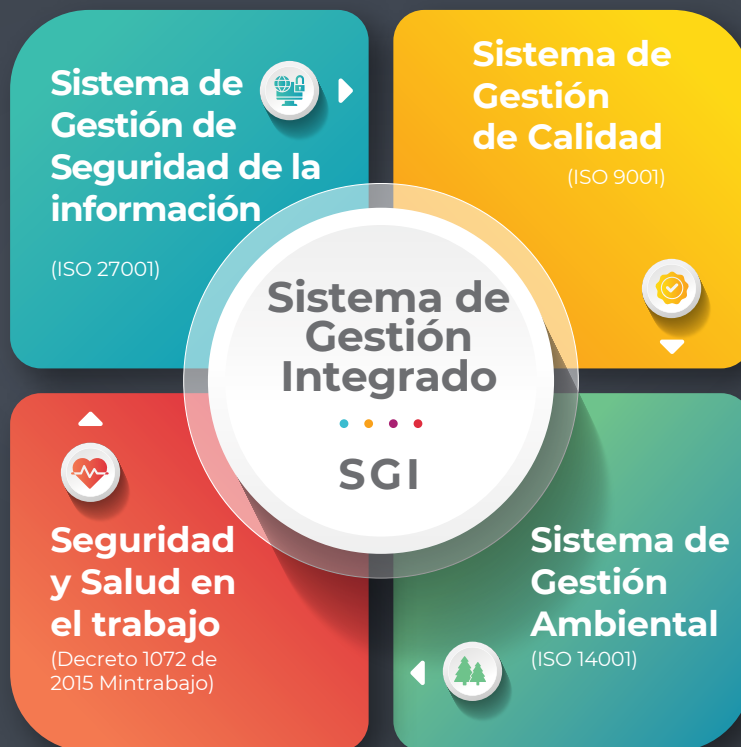 Sistema de
Gestión de
Seguridad de la
información
(ISO 27001)
Sistema de
Gestión
de Calidad
(ISO 9001)
Sistema de
Gestión
Integrado
SGI
Seguridad
y Salud en
el trabajo
(Decreto 1072 de
2015 Mintrabajo)
Sistema de
Gestión
Ambiental
(ISO 14001)